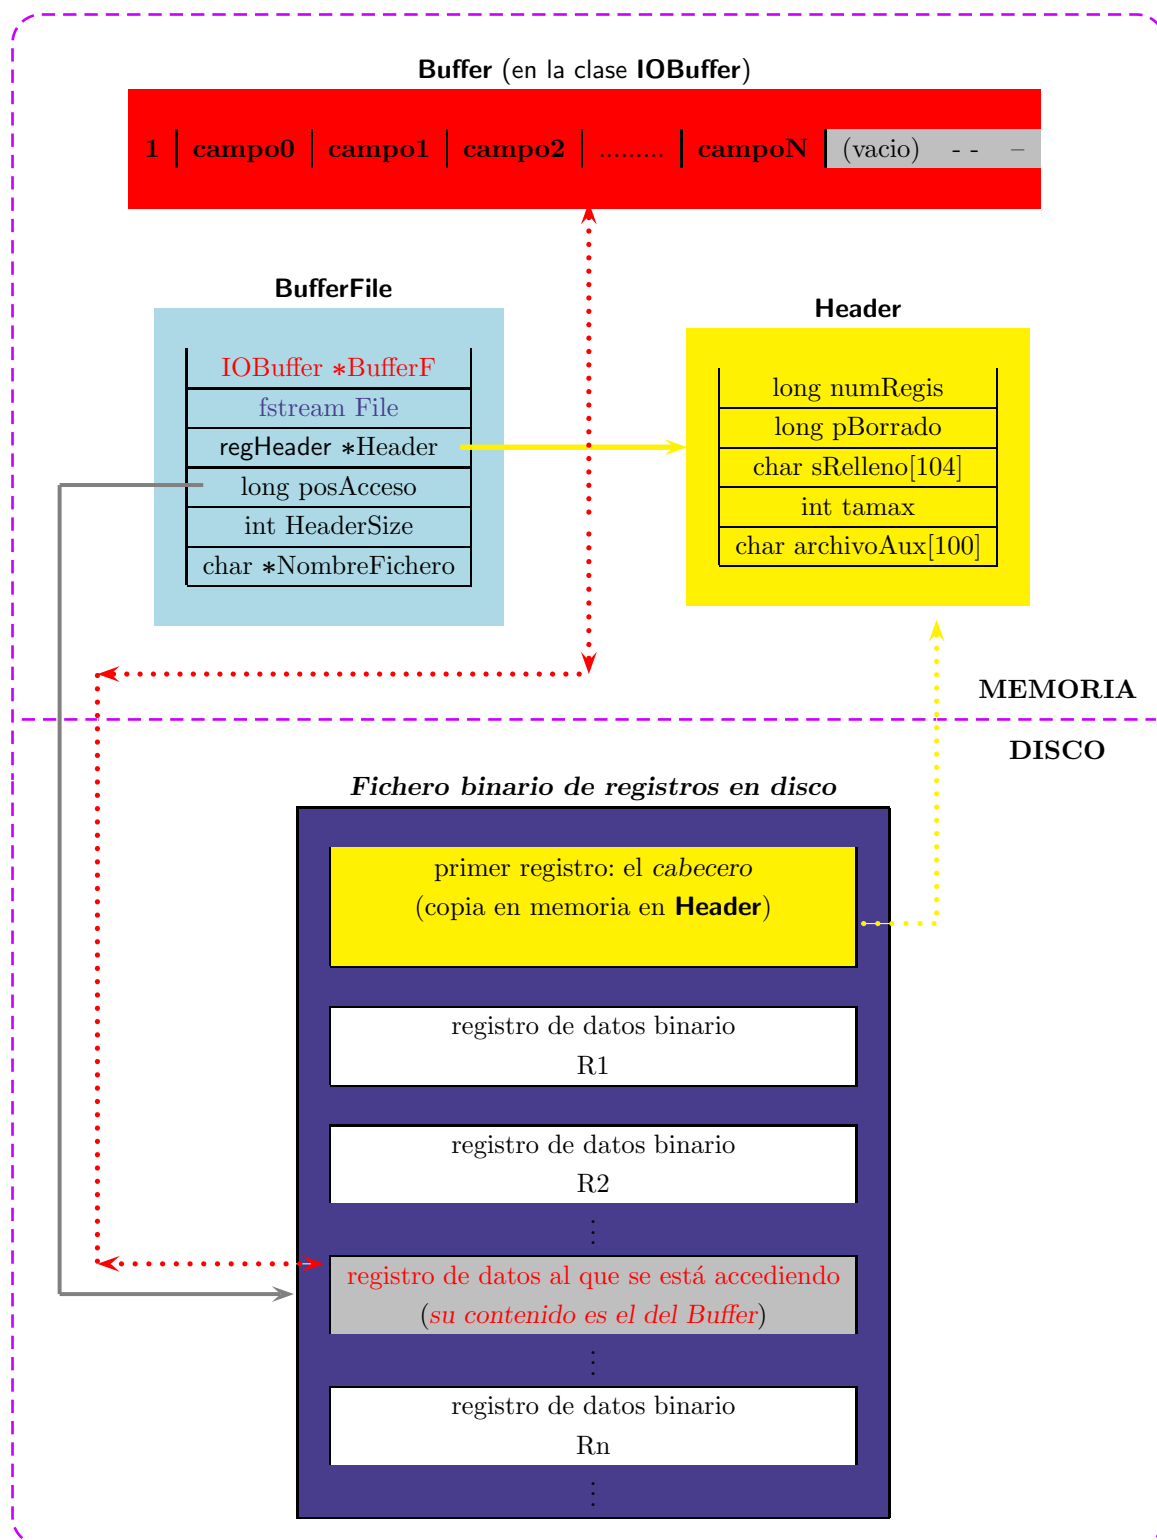 Buffer (en la clase IOBuffer)
1 campo0 campo1 campo2 ......... campoN (vacio) - - –
BufferFile
IOBuffer *BufferF
fstream File
regHeader *Header
long posAcceso
int HeaderSize
char *NombreFichero
Header
long numRegis
long pBorrado
char sRelleno[104]
int tamax
char archivoAux[100]
MEMORIA
DISCO
Fichero binario de registros en disco
primer registro: el cabecero
(copia en memoria en Header)
registro de datos binario
R1
registro de datos binario
R2
⋮
registro de datos al que se está accediendo
(su contenido es el del Buffer)
⋮
registro de datos binario
Rn
⋮